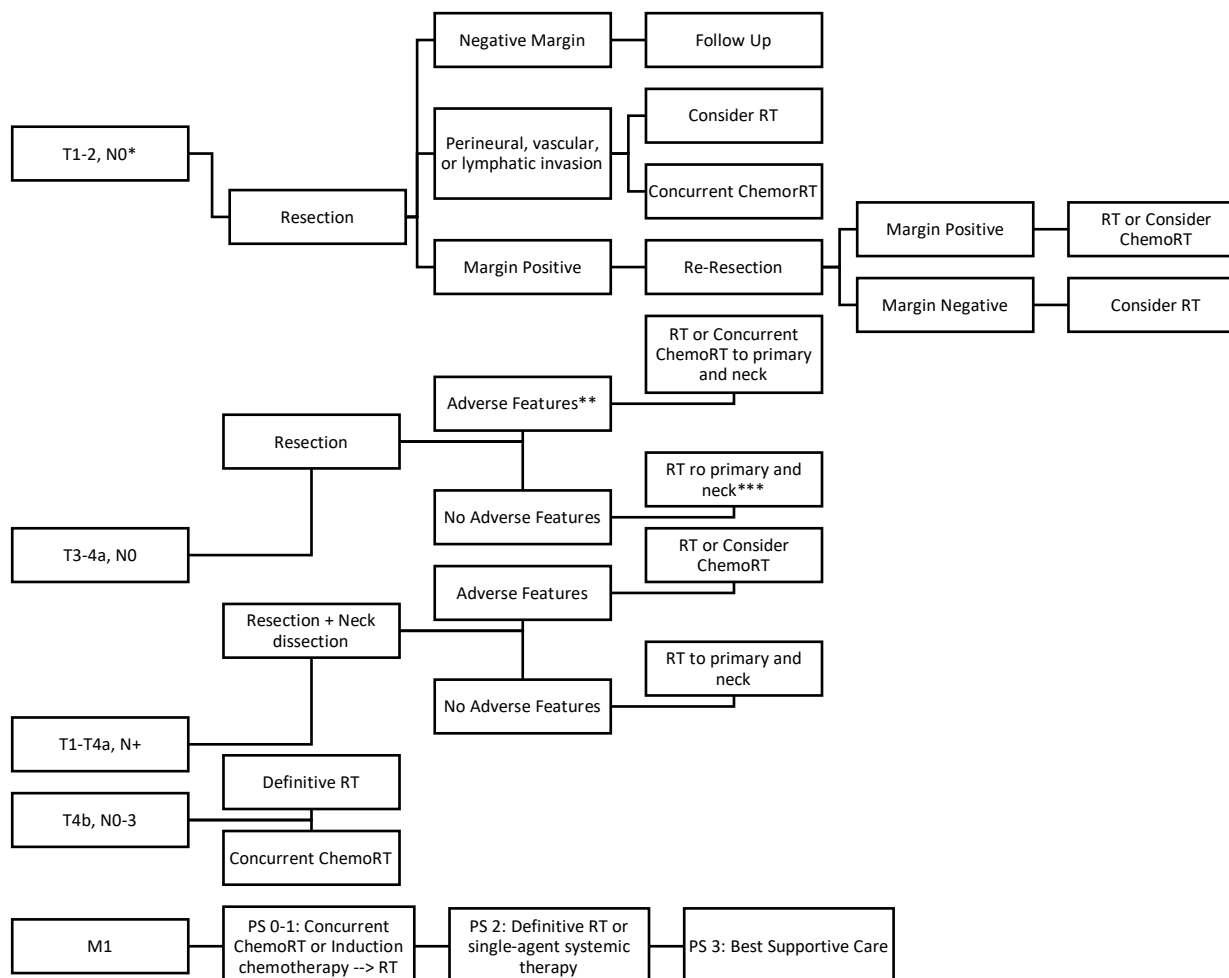 Negative Margin
Follow Up
T1-2, N0*
Resection
Perineural, vascular,
or lymphatic invasion
Consider RT
Concurrent ChemorRT
Margin Positive
Re-Resection
Margin Positive
RT or Consider
ChemoRT
Margin Negative
Consider RT
T3-4a, N0
Resection
Adverse Features**
RT or Concurrent
ChemoRT to primary
and neck
No Adverse Features
RT ro primary and
neck***
T1-T4a, N+
Resection + Neck
dissection
Adverse Features
RT or Consider
ChemoRT
No Adverse Features
RT to primary and
neck
T4b, N0-3
Definitive RT
Concurrent ChemoRT
M1
PS 0-1: Concurrent
ChemoRT or Induction
chemotherapy --> RT
PS 2: Definitive RT or
single-agent systemic
therapy
PS 3: Best Supportive Care